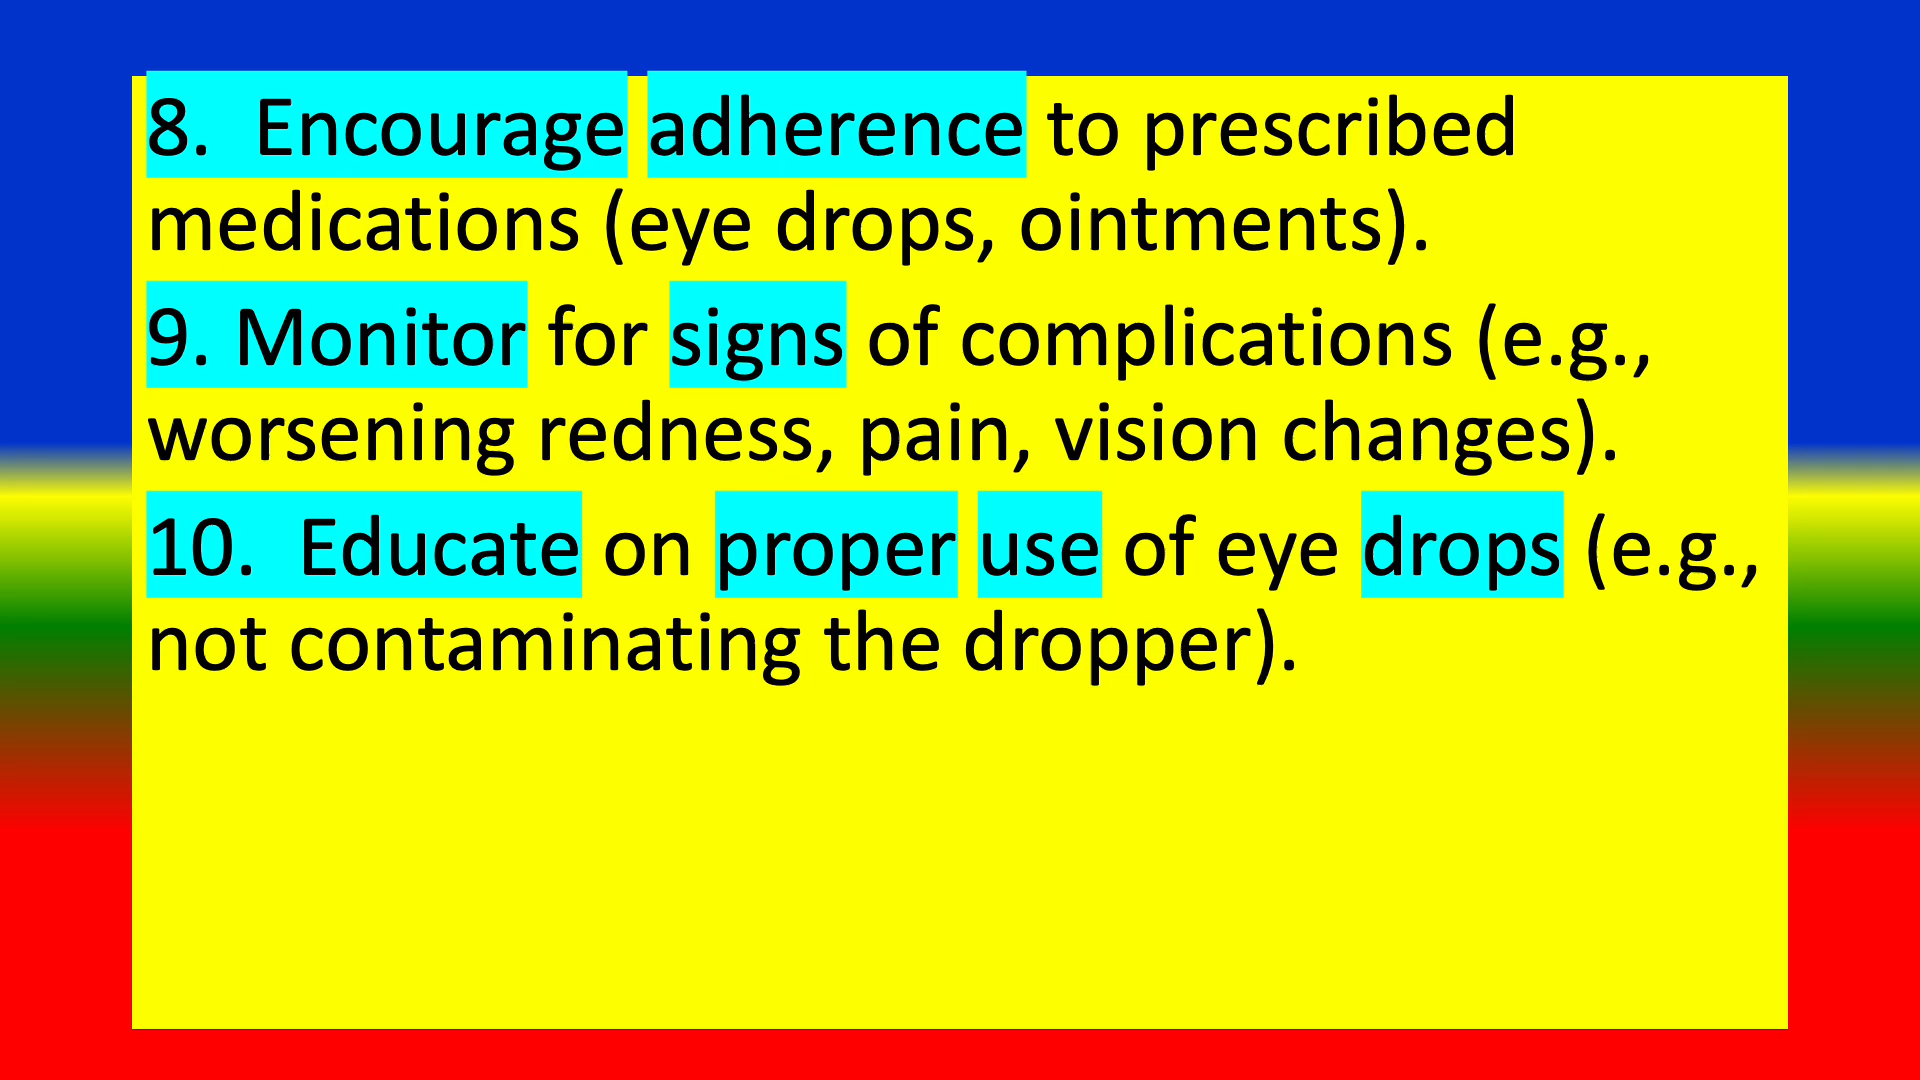 8.  Encourage adherence to prescribed
medications (eye drops, ointments).
9. Monitor for signs of complications (e.g.,
worsening redness, pain, vision changes).
10.  Educate on proper use of eye drops (e.g.,
not contaminating the dropper).